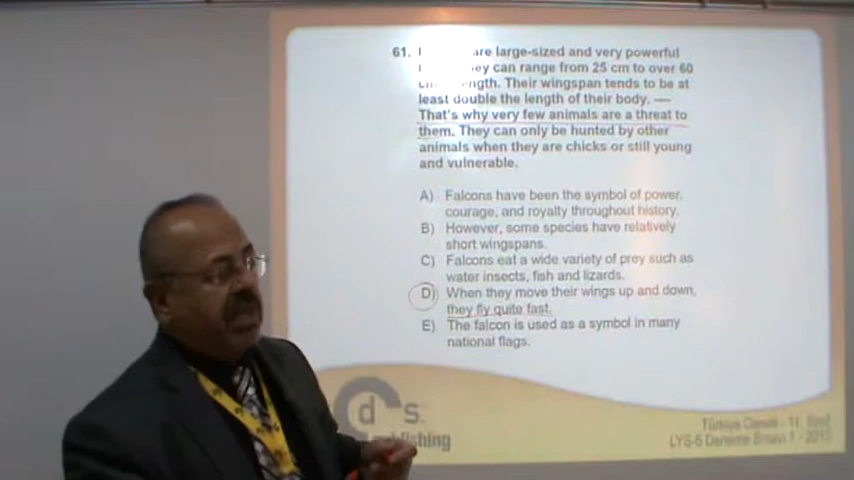 61. are large-sized and very powerful
can range from 25 cm to over 60
Their wingspan tends to be at
least double the length of their body. ----
That's why very few animals are a threat to
them. They can only be hunted by other
animals when they are chicks or still young
and vulnerable.
A) Falcons have been the symbol of power,
courage, and royalty throughout history.
B) However, some species have relatively
short wingspans.
C) Falcons eat a wide variety of prey such as
water insects, fish and lizards.
D) When they move their wings up and down,
they fly quite fast.
E) The falcon is used as a symbol in many
national flags.
ds
publishing
Türkiye Geneli - 11. Sınıf
LYS-5 Deneme Sınavı 1 - 2013